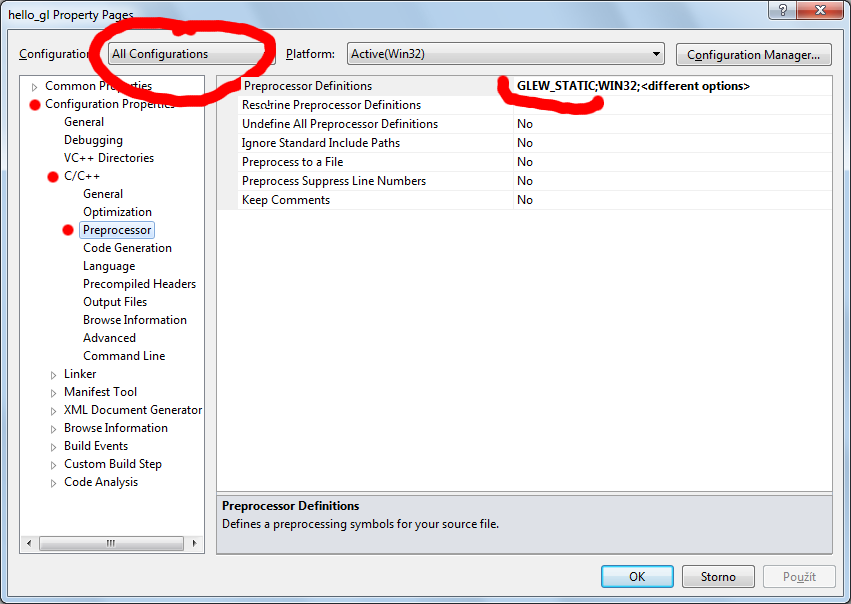 hello_gl Property Pages
Configuration: All Configurations Platform: Active(Win32) Configuration Manager...
Common Properties
Configuration Properties
General
Debugging
VC++ Directories
C/C++
General
Optimization
Preprocessor
Code Generation
Language
Precompiled Headers
Output Files
Browse Information
Advanced
Command Line
Linker
Manifest Tool
XML Document Generator
Browse Information
Build Events
Custom Build Step
Code Analysis
Preprocessor Definitions GLEW_STATIC;WIN32;<different options>
Undefine Preprocessor Definitions
Undefine All Preprocessor Definitions No
Ignore Standard Include Paths No
Preprocess to a File No
Preprocess Suppress Line Numbers No
Keep Comments No
Preprocessor Definitions
Defines a preprocessing symbols for your source file.
OK Storno Použít